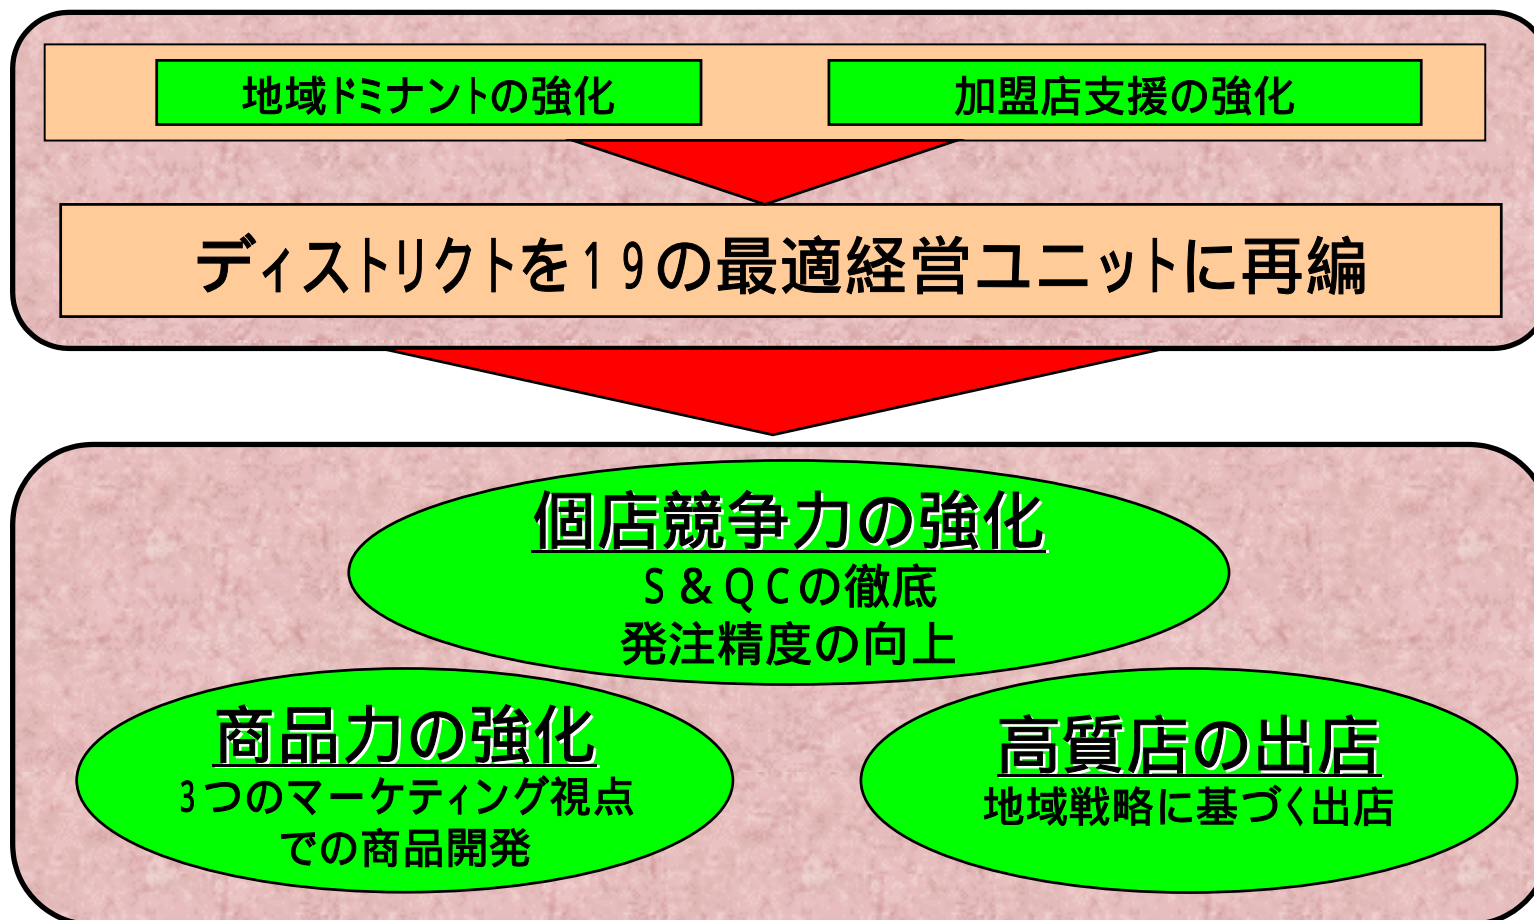 地域ドミナントの強化
加盟店支援の強化
ディストリクトを19の最適経営ユニットに再編
個店競争力の強化
S&QCの徹底
発注精度の向上
商品力の強化
3つのマーケティング視点
での商品開発
高質店の出店
地域戦略に基づく出店